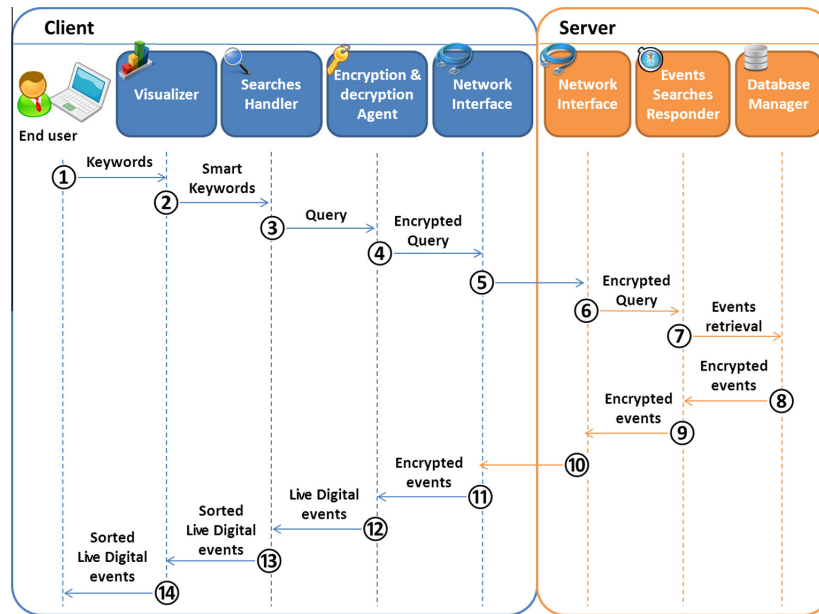 Client
Server
Visualizer
Searches
Handler
Encryption &
decryption
Agent
Network
Interface
Network
Interface
Events
Searches
Responder
Database
Manager
End user
Keywords
1
Smart
Keywords
2
Query
3
Encrypted
Query
4
5
Encrypted
Query
6
Events
retrieval
7
Encrypted
events
8
Encrypted
events
9
10
Encrypted
events
11
Live Digital
events
12
Sorted
Live Digital
events
13
Sorted
Live Digital
events
14